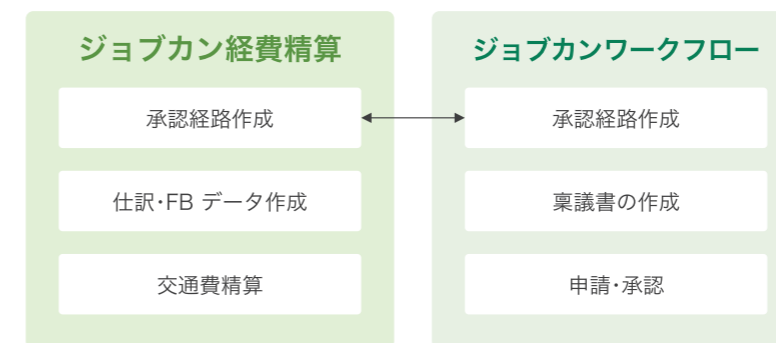 ジョブカン経費精算
承認経路作成
仕訳・FB データ作成
交通費精算
ジョブカンワークフロー
承認経路作成
稟議書の作成
申請・承認